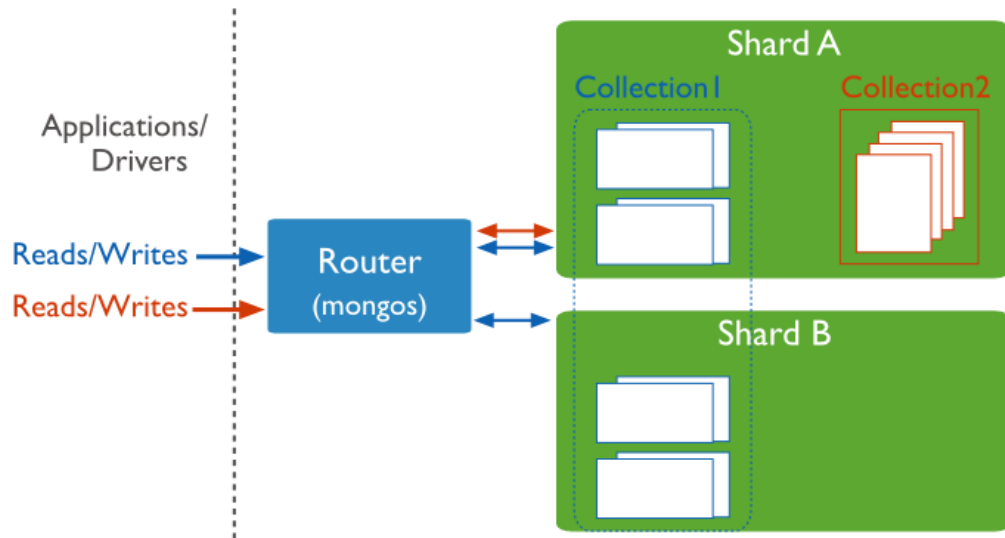 Applications/
Drivers
Reads/Writes
Reads/Writes
Router
(mongos)
Shard A
Collection1
Collection2
Shard B